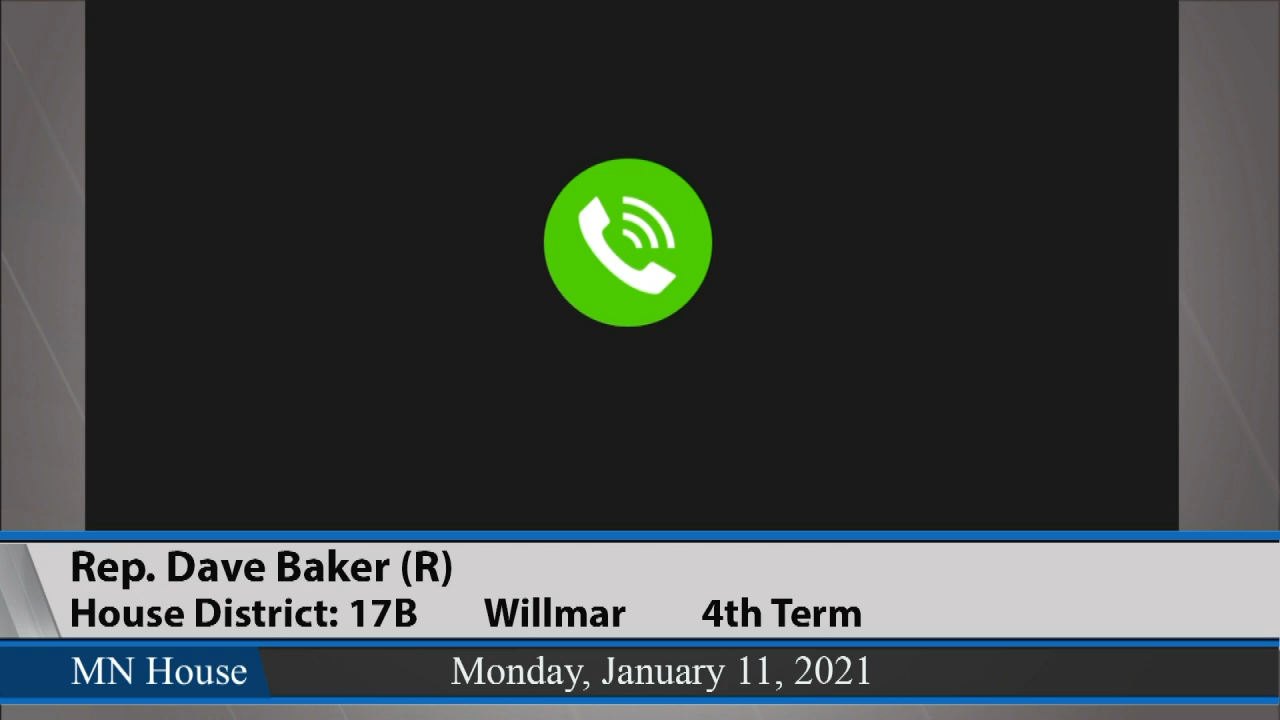 Rep. Dave Baker (R)
House District: 17B Willmar 4th Term
MN House Monday, January 11, 2021